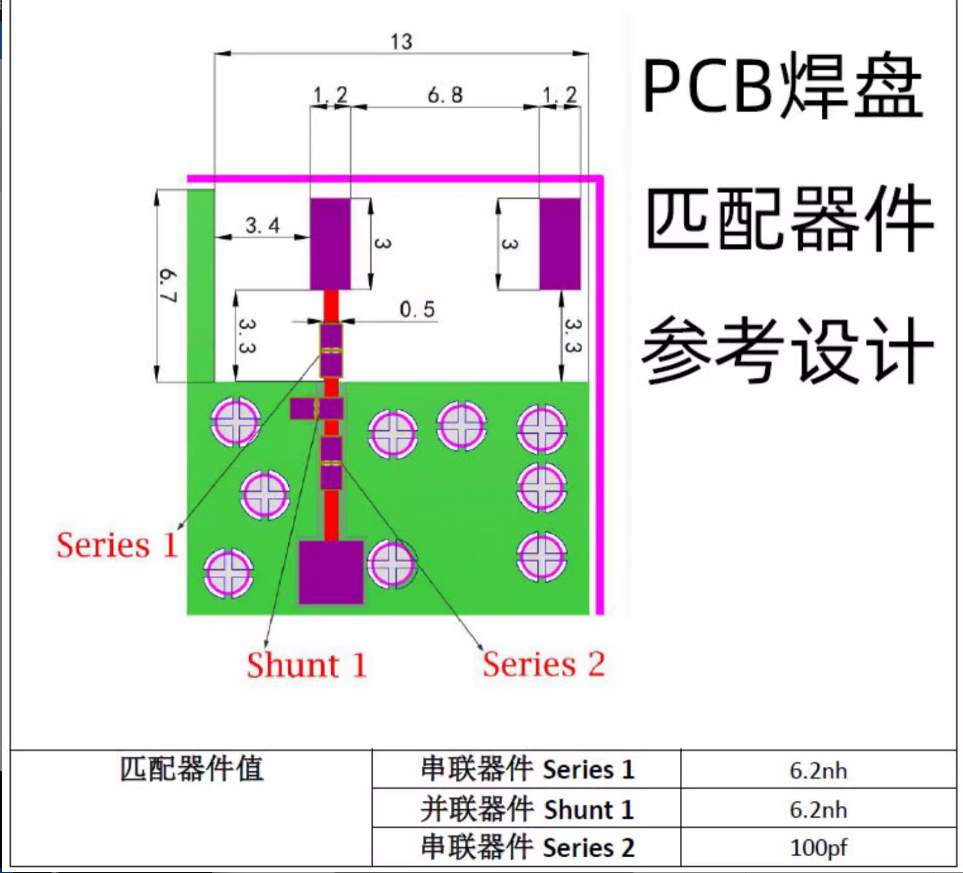 13
1.2
6.8
1.2
PCB焊盘
匹配器件
参考设计
3.4
3
3
6.7
3.3
0.5
3.3
Series 1
Shunt 1
Series 2
匹配器件值
串联器件 Series 1
6.2nh
并联器件 Shunt 1
6.2nh
串联器件 Series 2
100pf